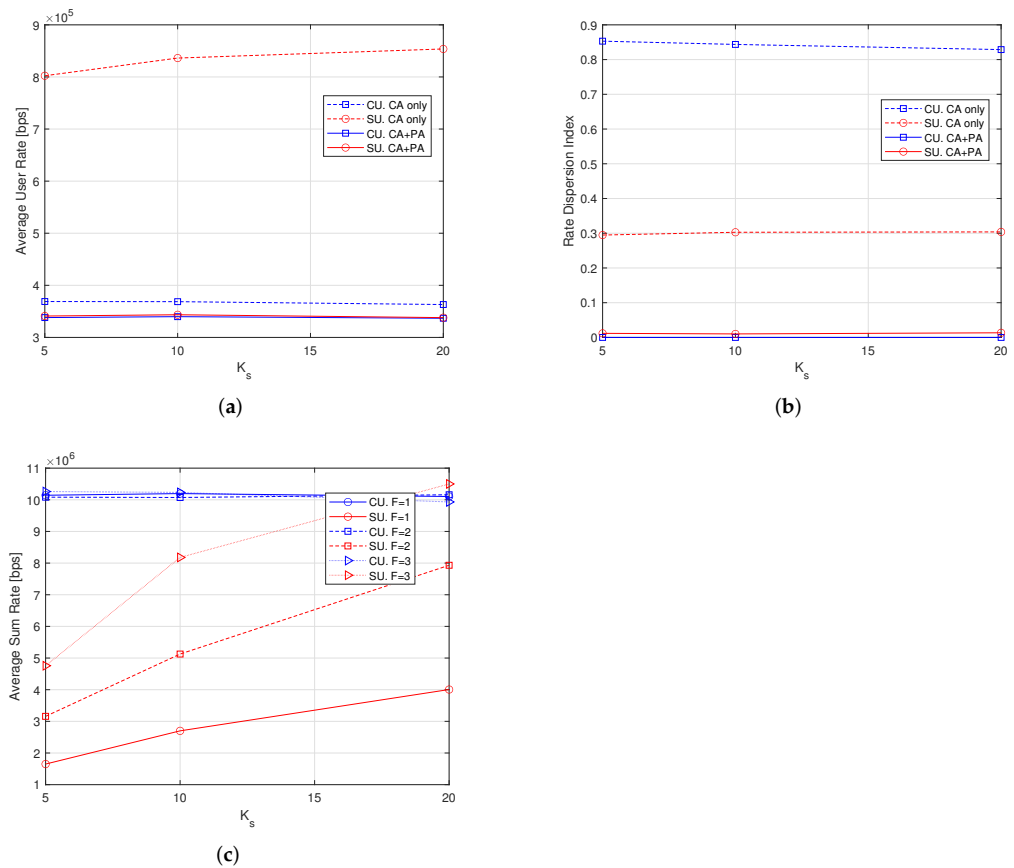 ×10⁵
9
8
7
6
5
4
3
Average User Rate [bps]
CU. CA only
SU. CA only
CU. CA+PA
SU. CA+PA
5 10 15 20
K_s
(a)
0.9
0.8
0.7
0.6
0.5
0.4
0.3
0.2
0.1
0
Rate Dispersion Index
CU. CA only
SU. CA only
CU. CA+PA
SU. CA+PA
5 10 15 20
K_s
(b)
×10⁶
11
10
9
8
7
6
5
4
3
2
1
Average Sum Rate [bps]
CU. F=1
SU. F=1
CU. F=2
SU. F=2
CU. F=3
SU. F=3
5 10 15 20
K_s
(c)